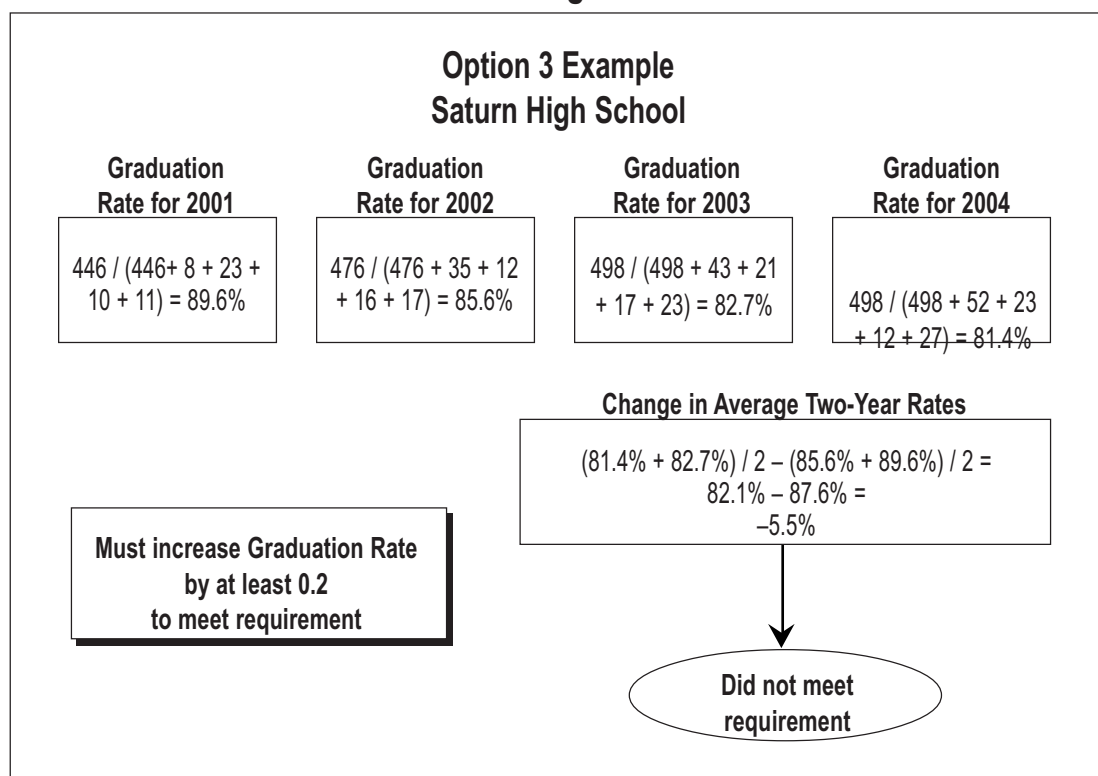 Option 3 Example
Saturn High School
Graduation
Rate for 2001
446 / (446+ 8 + 23 +
10 + 11) = 89.6%
Graduation
Rate for 2002
476 / (476 + 35 + 12
+ 16 + 17) = 85.6%
Graduation
Rate for 2003
498 / (498 + 43 + 21
+ 17 + 23) = 82.7%
Graduation
Rate for 2004
498 / (498 + 52 + 23
+ 12 + 27) = 81.4%
Change in Average Two-Year Rates
(81.4% + 82.7%) / 2 – (85.6% + 89.6%) / 2 =
82.1% – 87.6% =
–5.5%
Must increase Graduation Rate
by at least 0.2
to meet requirement
Did not meet
requirement